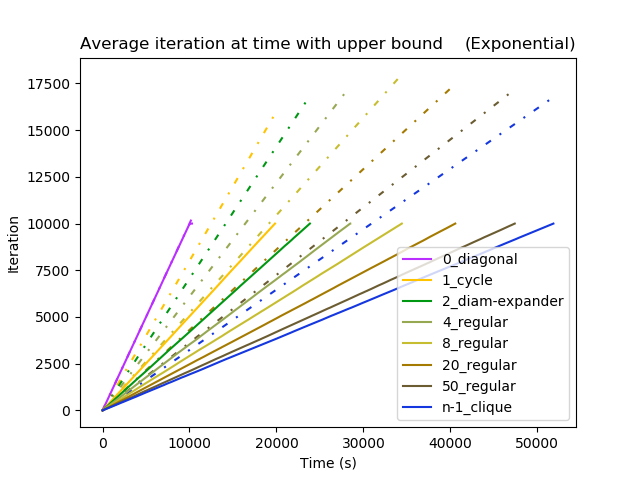 Average iteration at time with upper bound (Exponential)
Iteration
17500
15000
12500
10000
7500
5000
2500
0
0_diagonal
1_cycle
2_diam-expander
4_regular
8_regular
20_regular
50_regular
n-1_clique
0 10000 20000 30000 40000 50000
Time (s)